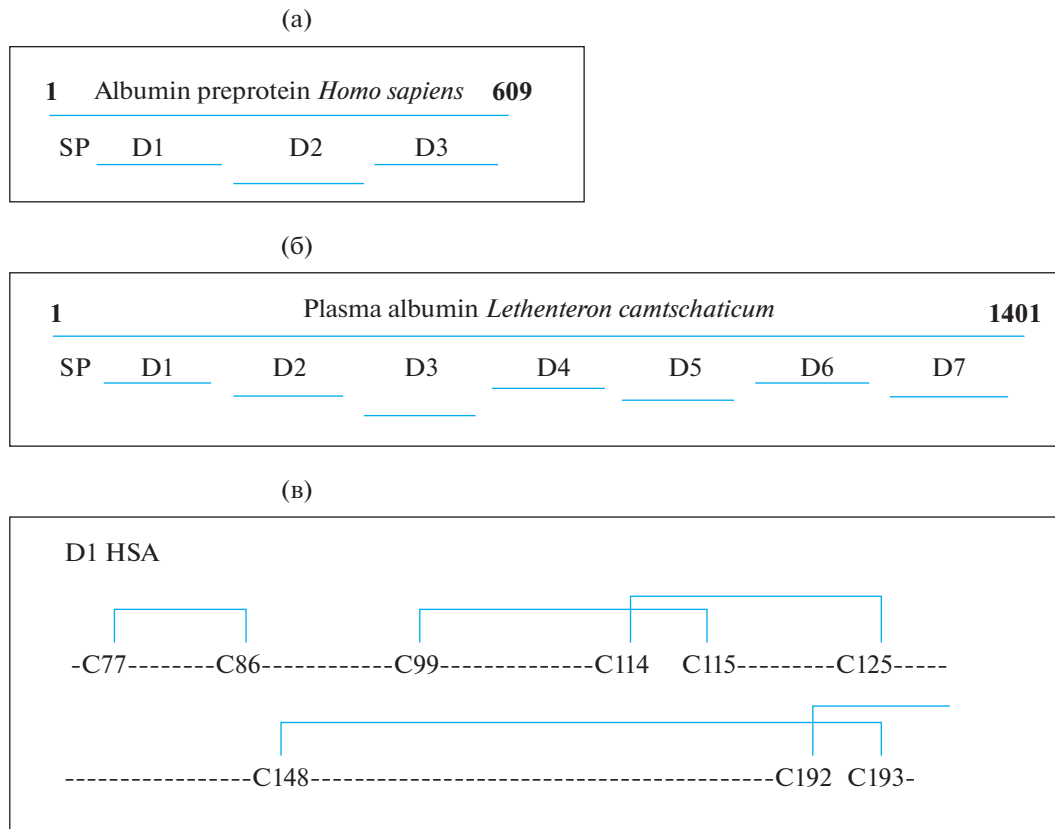 (а)
1 Albumin preprotein Homo sapiens 609
SP D1 D2 D3
(б)
1 Plasma albumin Lethenteron camtschaticum 1401
SP D1 D2 D3 D4 D5 D6 D7
(в)
D1 HSA
-C77--------C86----------C99-----------C114 C115--------C125-----
----------------C148--------------------------------C192 C193-